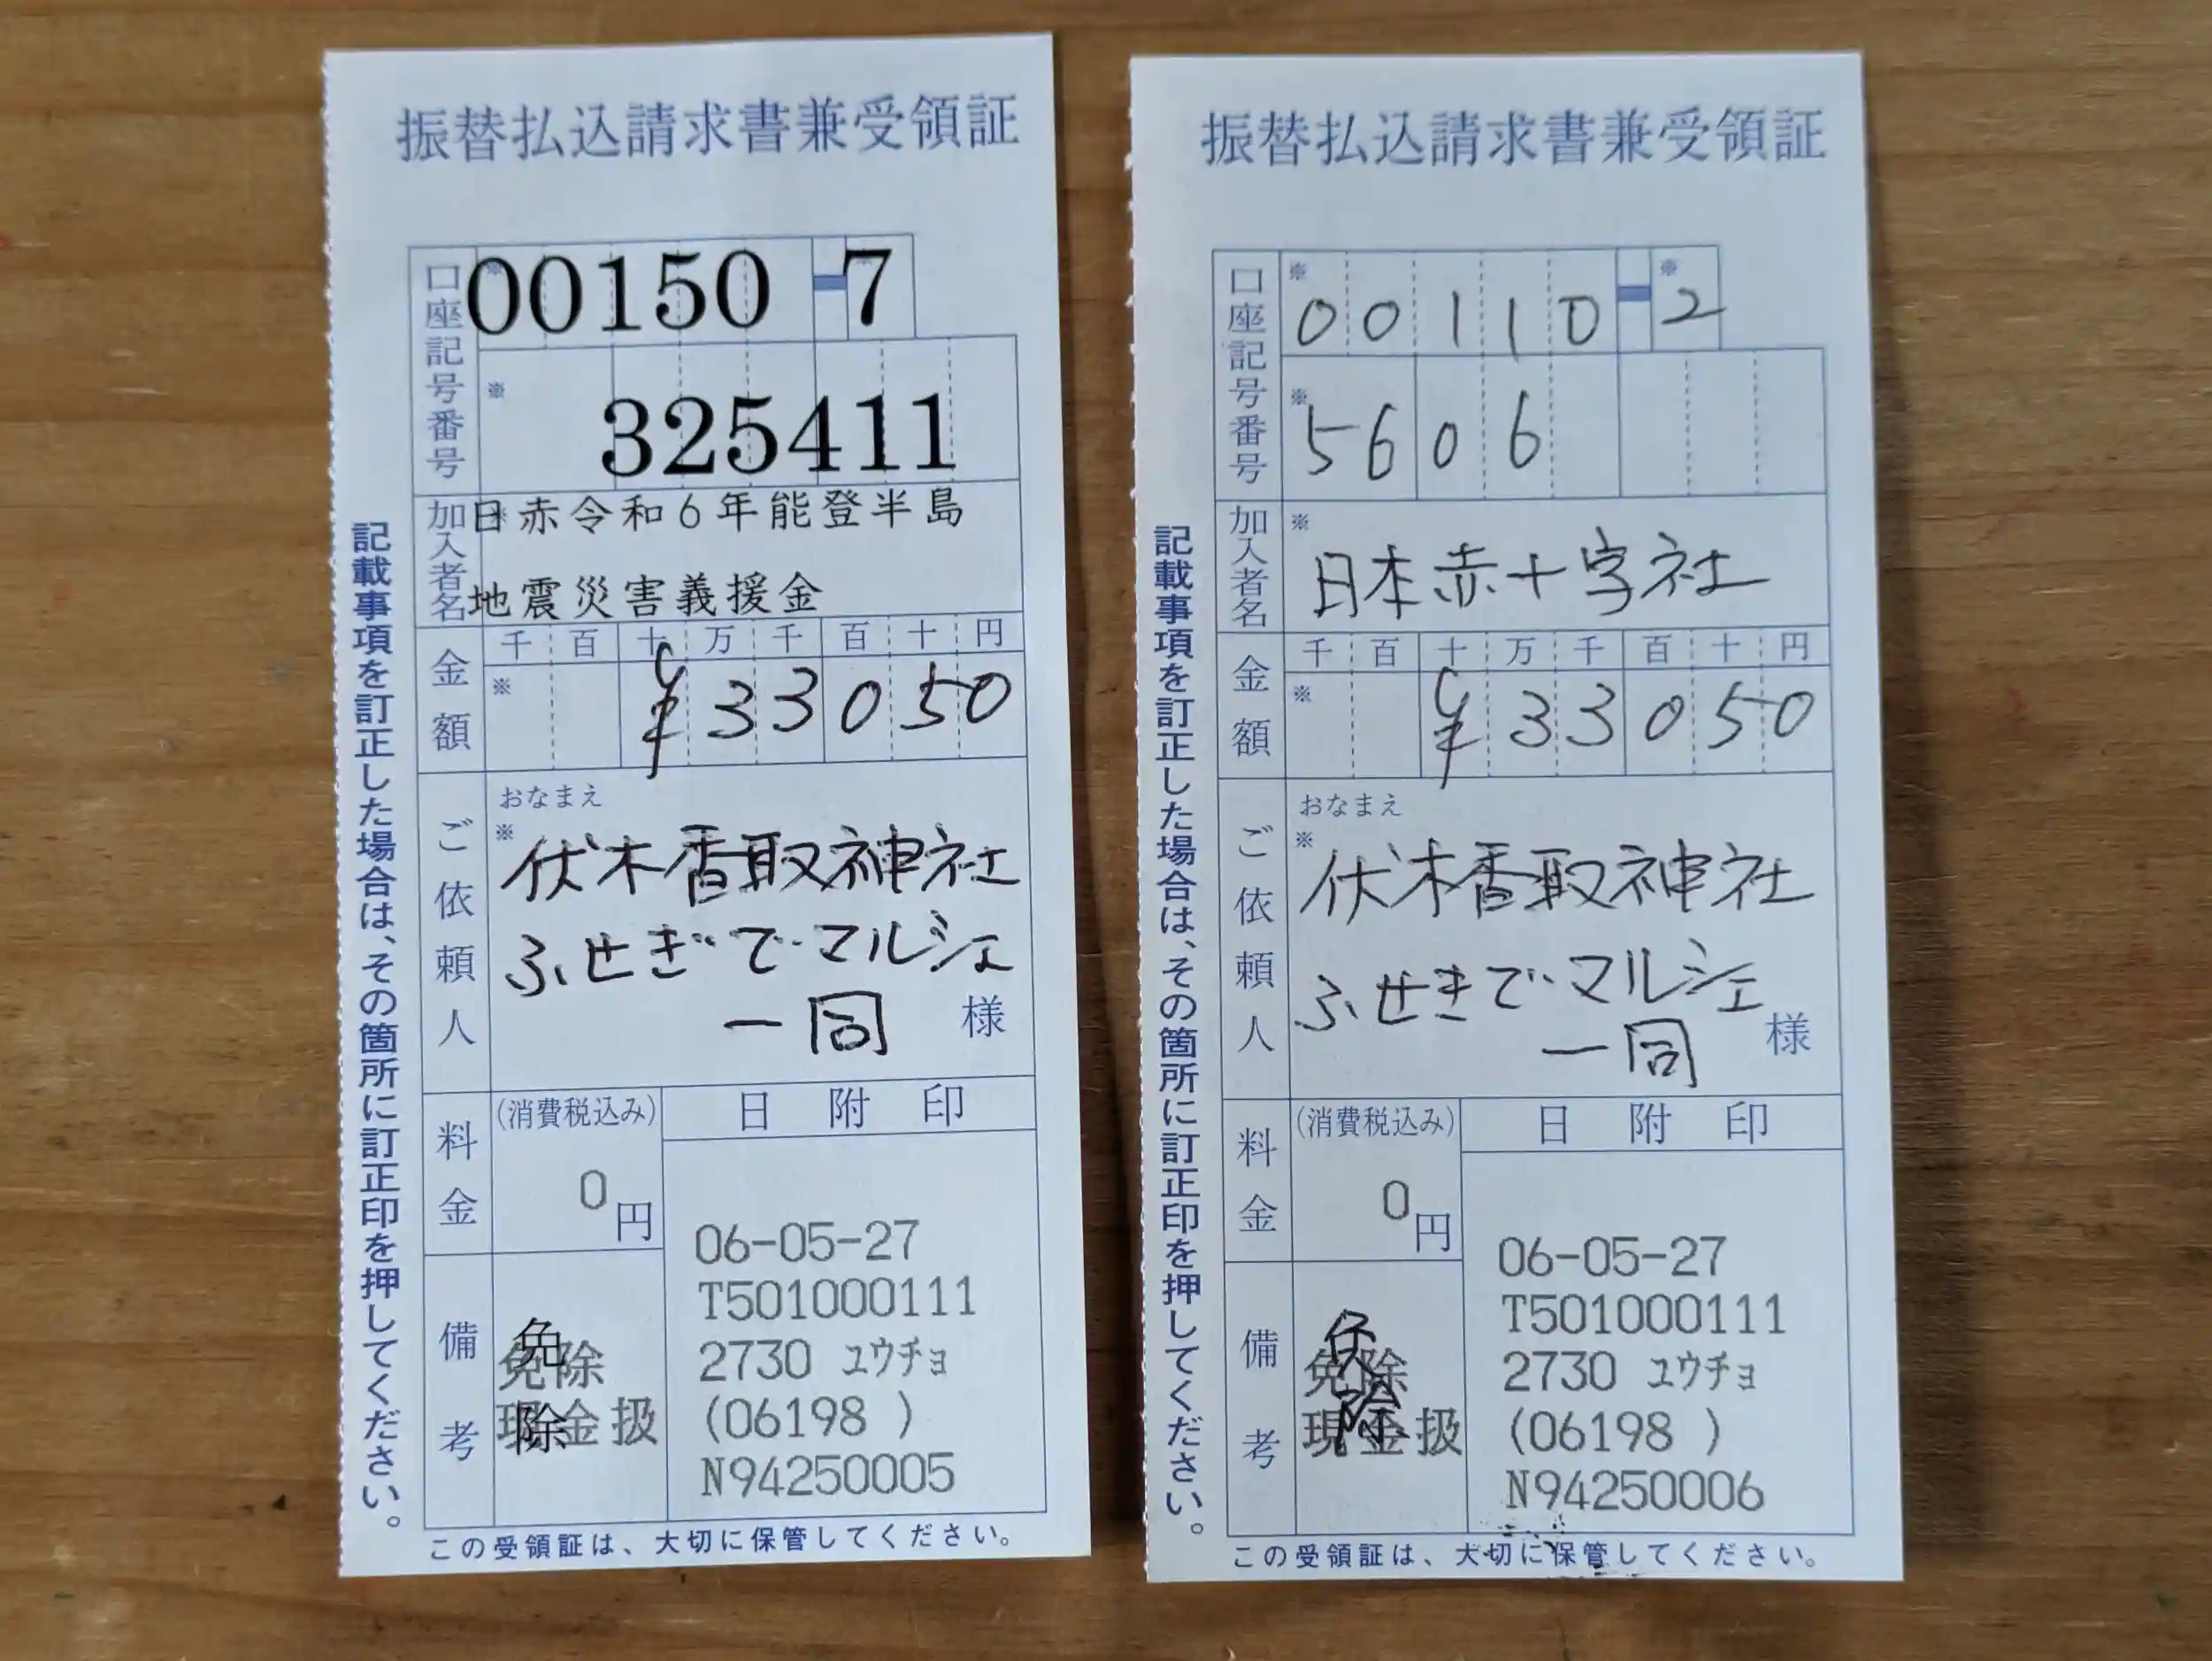 振替払込請求書兼受領証
口座記号番号
※
00150-7
※
325411
加入者名
※
日赤令和6年能登半島
地震災害義援金
金額
千 百 十 万 千 百 十 円
※
¥33050
ご依頼人
おなまえ
※
伏木香取神社
ふせぎでマルシェ
一同 様
料金
(消費税込み)
0円
日附印
06-05-27
T501000111
2730 ユウチョ
(06198 )
N94250005
備考
免除
免除
現金扱
記載事項を訂正した場合は、その箇所に訂正印を押してください。
この受領証は、大切に保管してください。
振替払込請求書兼受領証
口座記号番号
※ ※
00110-2
※
5606
加入者名
※
日本赤十字社
金額
千 百 十 万 千 百 十 円
※
¥33050
ご依頼人
おなまえ
※
伏木香取神社
ふせきでマルシェ
一同 様
料金
(消費税込み)
0円
日附印
06-05-27
T501000111
2730 ユウチョ
(06198 )
N94250006
備考
免除
現金扱
記載事項を訂正した場合は、その箇所に訂正印を押してください。
この受領証は、大切に保管してください。